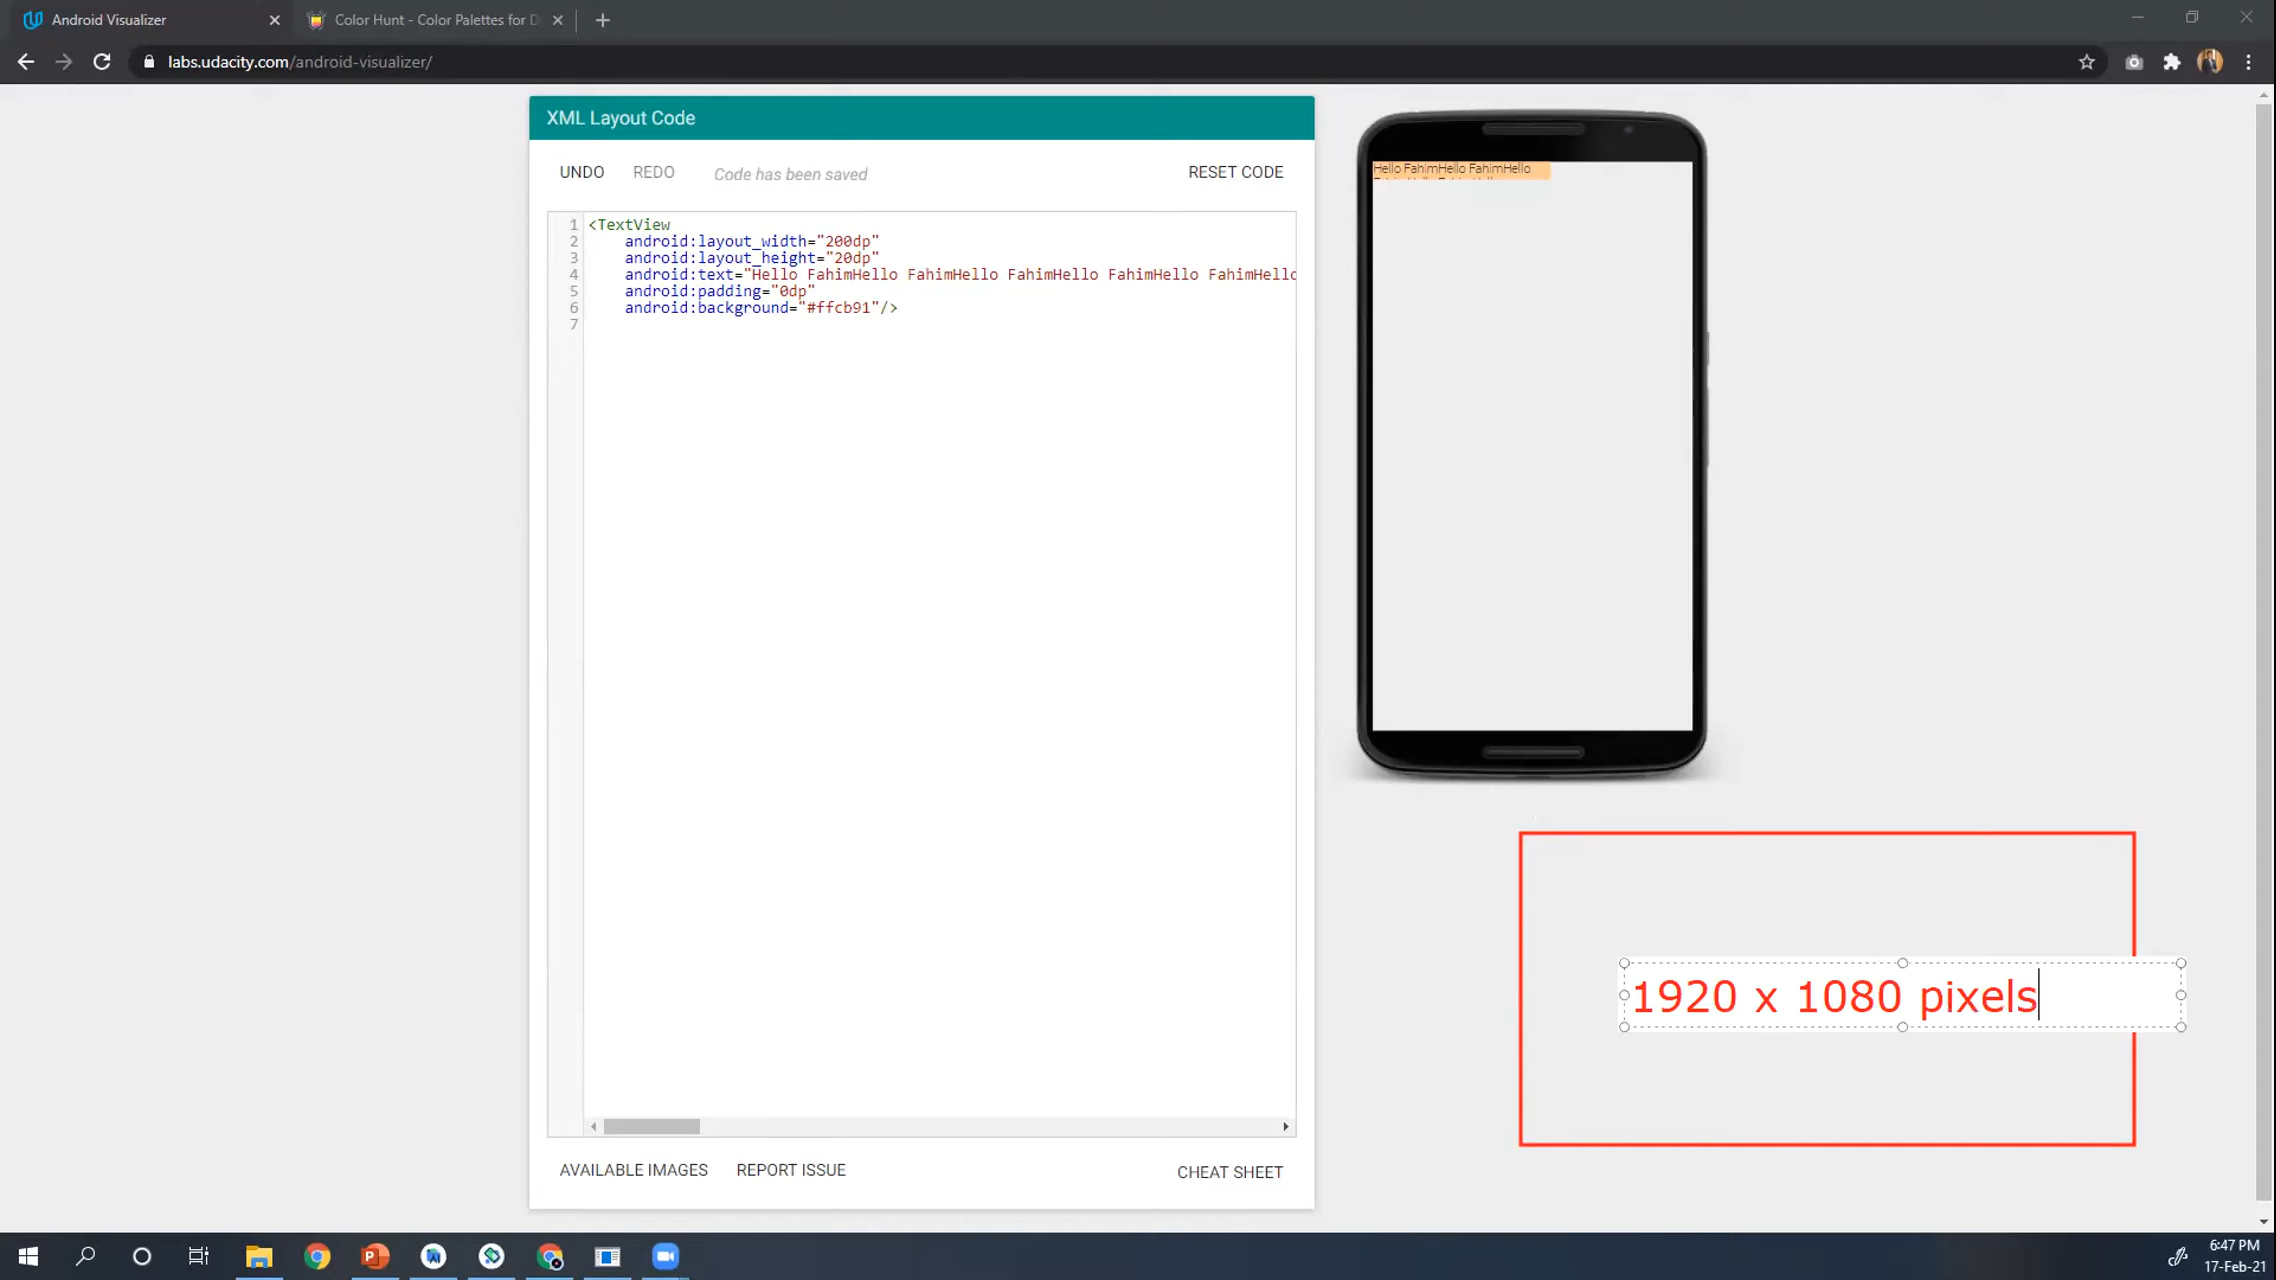 Android Visualizer
Color Hunt - Color Palettes for D
labs.udacity.com/android-visualizer/
XML Layout Code
UNDO REDO Code has been saved RESET CODE
1 <TextView
2 android:layout_width="200dp"
3 android:layout_height="20dp"
4 android:text="Hello FahimHello FahimHello FahimHello FahimHello FahimHello
5 android:padding="0dp"
6 android:background="#ffcb91"/>
7
Hello FahimHello FahimHello
1920 x 1080 pixels
AVAILABLE IMAGES REPORT ISSUE CHEAT SHEET
6:47 PM
17-Feb-21